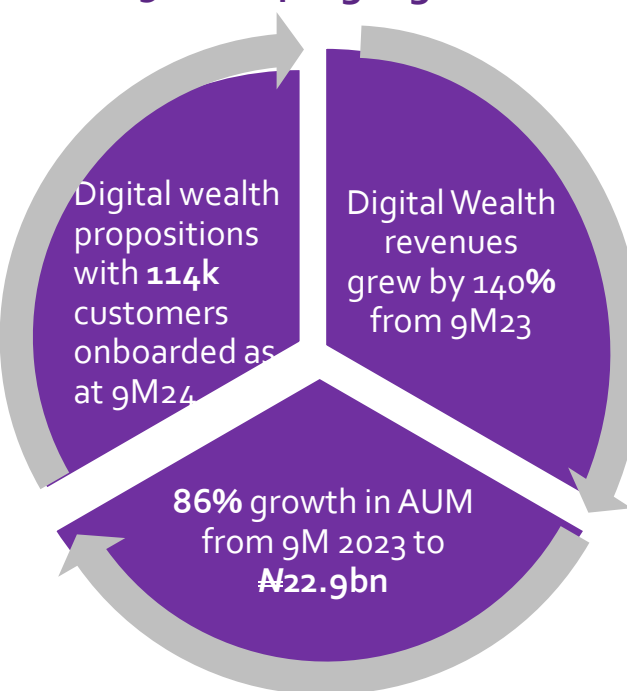 Digital wealth
propositions
with 114k
customers
onboarded as
at 9M24
Digital Wealth
revenues
grew by 140%
from 9M23
86% growth in AUM
from 9M 2023 to
₦22.9bn